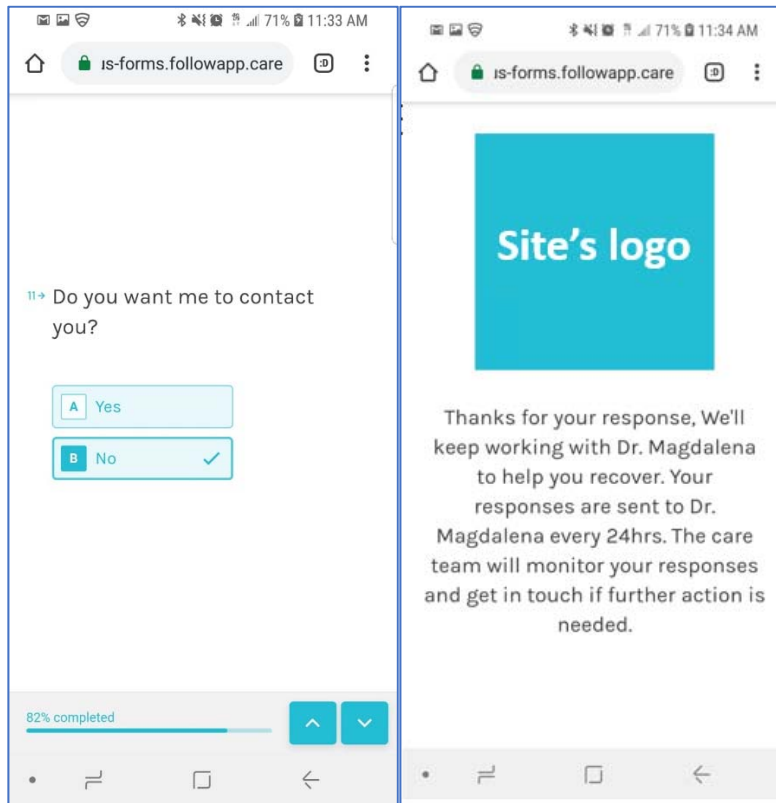 71% 11:33 AM
ıs-forms.followapp.care
:D
11→ Do you want me to contact
you?
A Yes
B No
82% completed
71% 11:34 AM
ıs-forms.followapp.care
:D
Site's logo
Thanks for your response, We'll
keep working with Dr. Magdalena
to help you recover. Your
responses are sent to Dr.
Magdalena every 24hrs. The care
team will monitor your responses
and get in touch if further action is
needed.